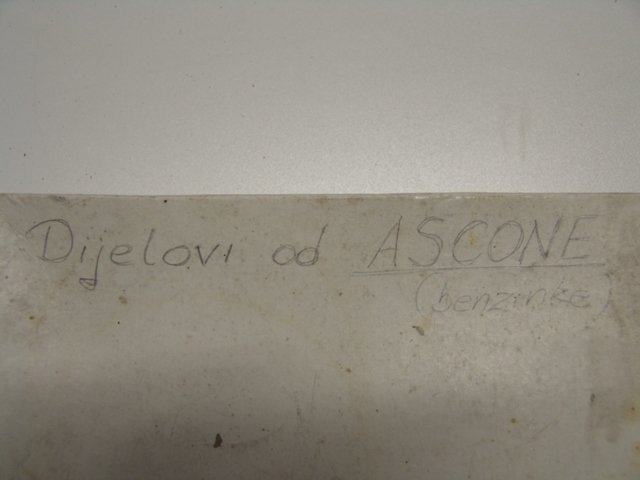 Dijelovi od ASCONE
(benzinke)